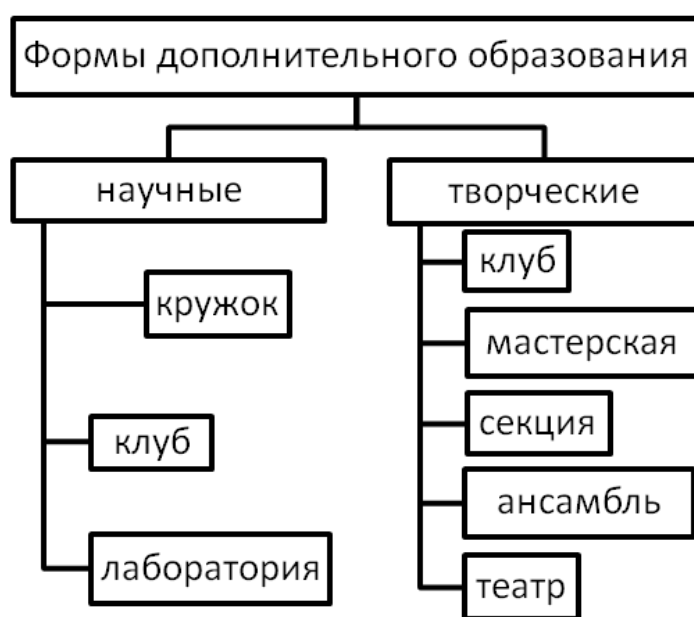 Формы дополнительного образования
научные
кружок
клуб
лаборатория
творческие
клуб
мастерская
секция
ансамбль
театр